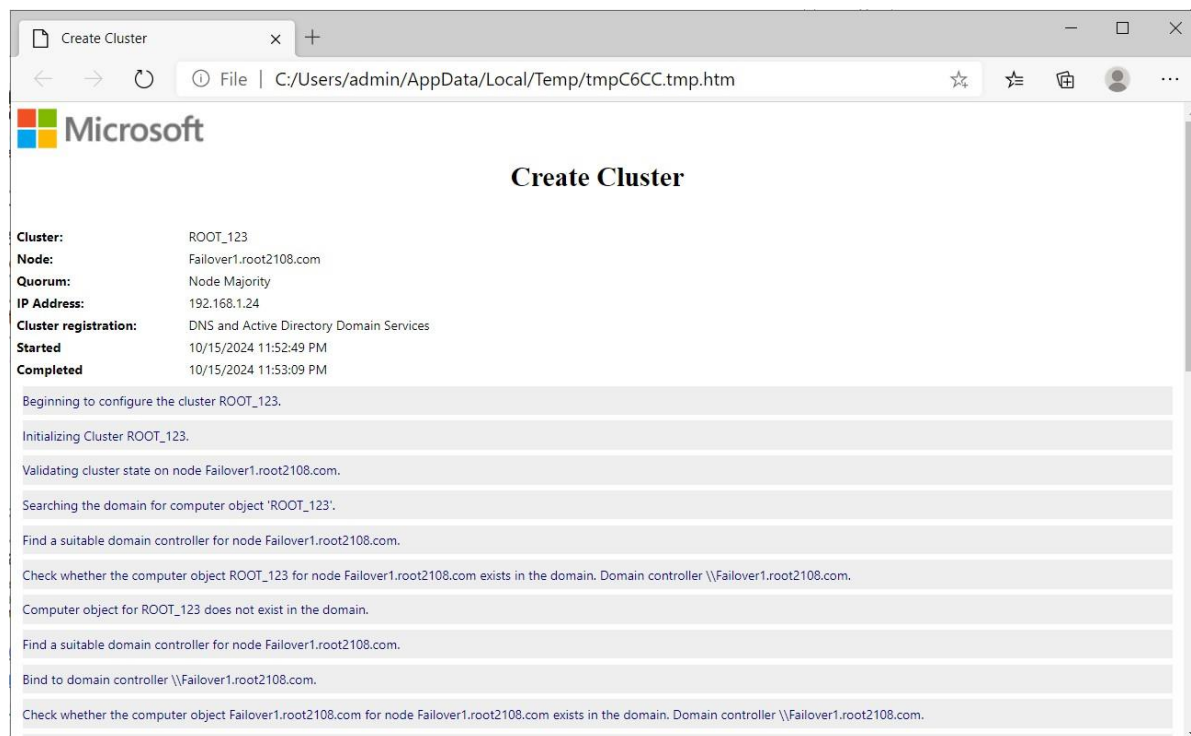 Create Cluster
File | C:/Users/admin/AppData/Local/Temp/tmpC6CC.tmp.htm
Microsoft
Create Cluster
Cluster: ROOT_123
Node: Failover1.root2108.com
Quorum: Node Majority
IP Address: 192.168.1.24
Cluster registration: DNS and Active Directory Domain Services
Started 10/15/2024 11:52:49 PM
Completed 10/15/2024 11:53:09 PM
Beginning to configure the cluster ROOT_123.
Initializing Cluster ROOT_123.
Validating cluster state on node Failover1.root2108.com.
Searching the domain for computer object 'ROOT_123'.
Find a suitable domain controller for node Failover1.root2108.com.
Check whether the computer object ROOT_123 for node Failover1.root2108.com exists in the domain. Domain controller \\Failover1.root2108.com.
Computer object for ROOT_123 does not exist in the domain.
Find a suitable domain controller for node Failover1.root2108.com.
Bind to domain controller \\Failover1.root2108.com.
Check whether the computer object Failover1.root2108.com for node Failover1.root2108.com exists in the domain. Domain controller \\Failover1.root2108.com.